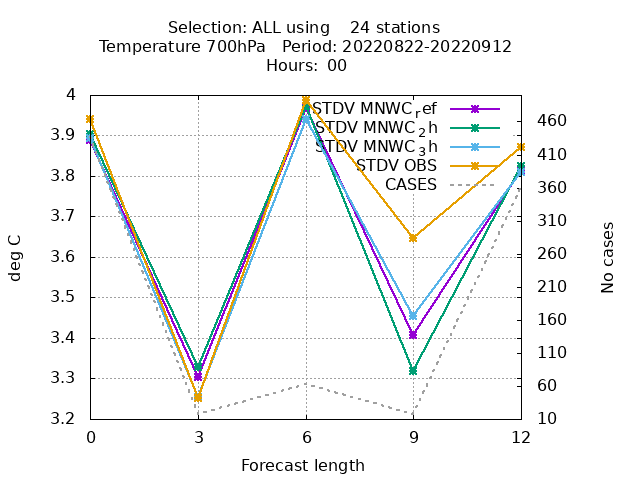 Selection: ALL using    24 stations
Temperature 700hPa   Period: 20220822-20220912
Hours:  00
4
3.9
3.8
3.7
3.6
3.5
3.4
3.3
3.2
deg C
STDV MNWC_ref
STDV MNWC_2h
STDV MNWC_3h
STDV OBS
CASES
460
410
360
310
260
210
160
110
60
10
No cases
0 3 6 9 12
Forecast length